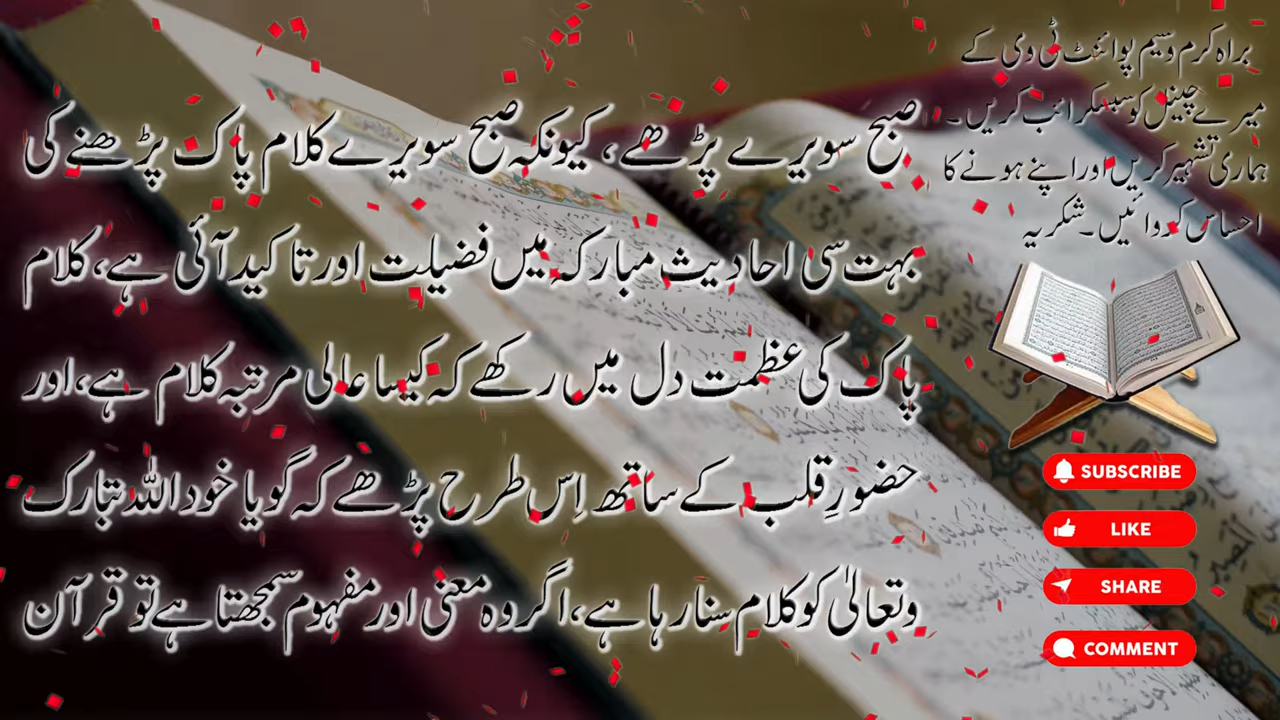 براہ کرم وسیم پوائنٹ ٹی وی کے
میرے چینل کو سبسکرائب کریں۔
ہماری تشہیر کریں اور اپنے ہونے کا
احساس کروائیں۔ شکریہ
صبح سویرے پڑھے، کیونکہ صبح سویرے کلام پاک پڑھنے کی
بہت سی احادیث مبارکہ میں فضیلت اور تاکید آئی ہے، کلام
پاک کی عظمت دل میں رکھے کہ کیسا عالی مرتبہ کلام ہے، اور
حضورِ قلب کے ساتھ اِس طرح پڑھے کہ گویا خود اللہ تبارک
وتعالیٰ کو کلام سنا رہا ہے، اگر وہ معنی اور مفہوم سمجھتا ہے تو قرآن
SUBSCRIBE
LIKE
SHARE
COMMENT